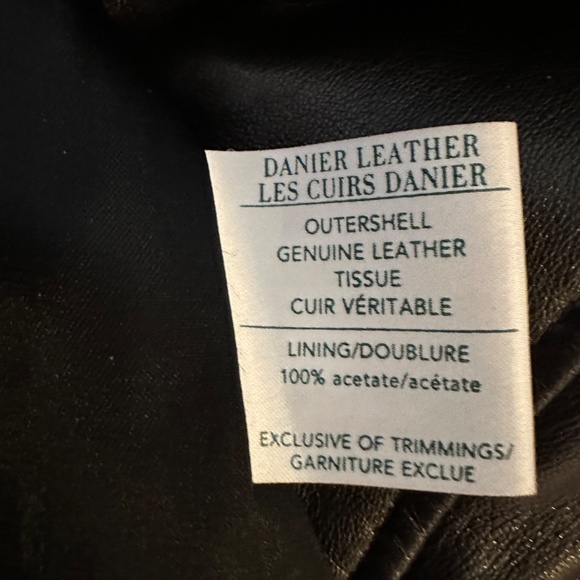 DANIER LEATHER
LES CUIRS DANIER
OUTERSHELL
GENUINE LEATHER
TISSUE
CUIR VÉRITABLE
LINING/DOUBLURE
100% acetate/acétate
EXCLUSIVE OF TRIMMINGS/
GARNITURE EXCLUE